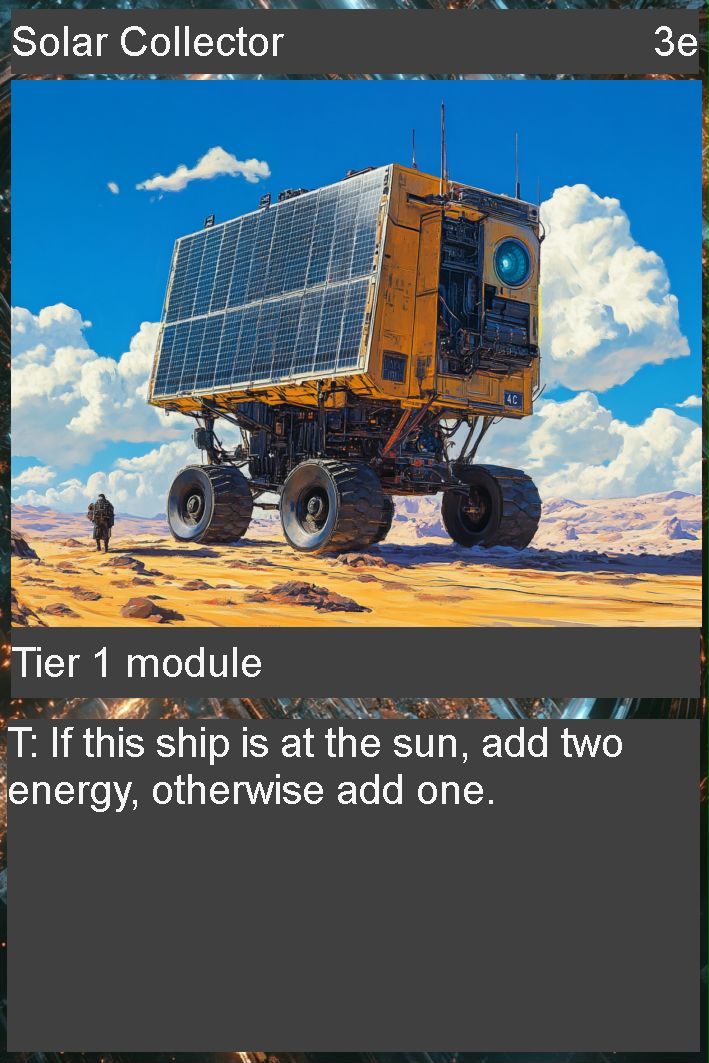 Solar Collector 3e
4C
Tier 1 module
T: If this ship is at the sun, add two
energy, otherwise add one.